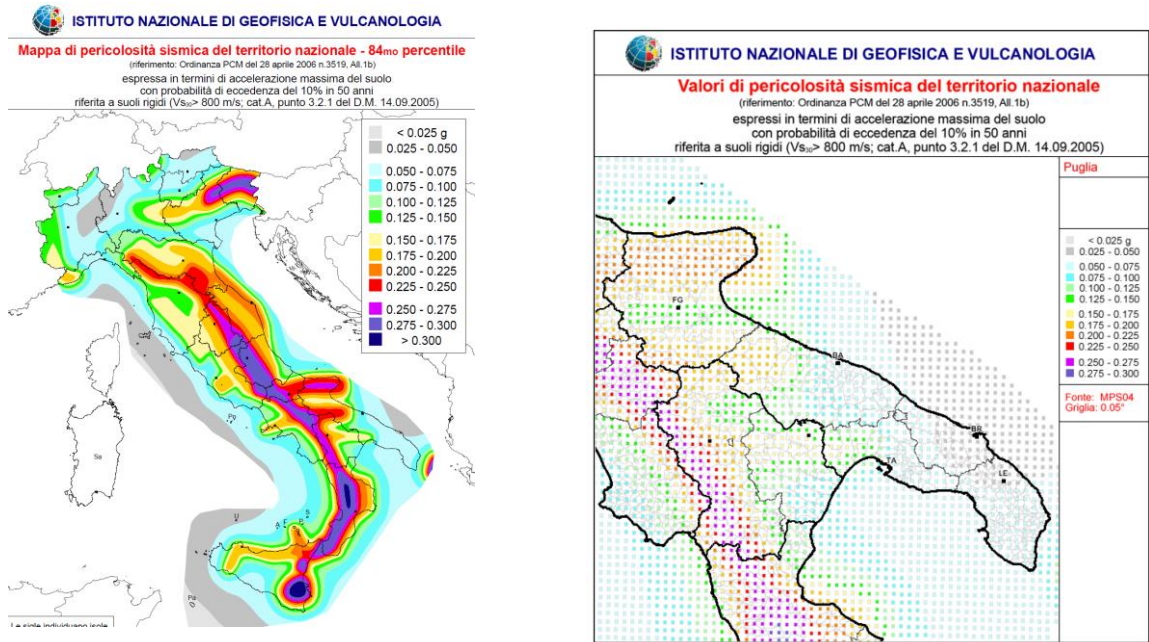 ISTITUTO NAZIONALE DI GEOFISICA E VULCANOLOGIA
Mappa di pericolosità sismica del territorio nazionale - 84mo percentile
(riferimento: Ordinanza PCM del 28 aprile 2006 n.3519, All.1b)
espressa in termini di accelerazione massima del suolo
con probabilità di eccedenza del 10% in 50 anni
riferita a suoli rigidi (Vs30> 800 m/s; cat.A, punto 3.2.1 del D.M. 14.09.2005)
< 0.025 g
0.025 - 0.050
0.050 - 0.075
0.075 - 0.100
0.100 - 0.125
0.125 - 0.150
0.150 - 0.175
0.175 - 0.200
0.200 - 0.225
0.225 - 0.250
0.250 - 0.275
0.275 - 0.300
> 0.300
Sa
U
A
F
S
Pa
Le sigle individuano isole
ISTITUTO NAZIONALE DI GEOFISICA E VULCANOLOGIA
Valori di pericolosità sismica del territorio nazionale
(riferimento: Ordinanza PCM del 28 aprile 2006 n.3519, All.1b)
espressi in termini di accelerazione massima del suolo
con probabilità di eccedenza del 10% in 50 anni
riferita a suoli rigidi (Vs30> 800 m/s; cat.A, punto 3.2.1 del D.M. 14.09.2005)
Puglia
< 0.025 g
0.025 - 0.050
0.050 - 0.075
0.075 - 0.100
0.100 - 0.125
0.125 - 0.150
0.150 - 0.175
0.175 - 0.200
0.200 - 0.225
0.225 - 0.250
0.250 - 0.275
0.275 - 0.300
Fonte: MPS04
Griglia: 0.05°
FG
BA
BR
TA
LE